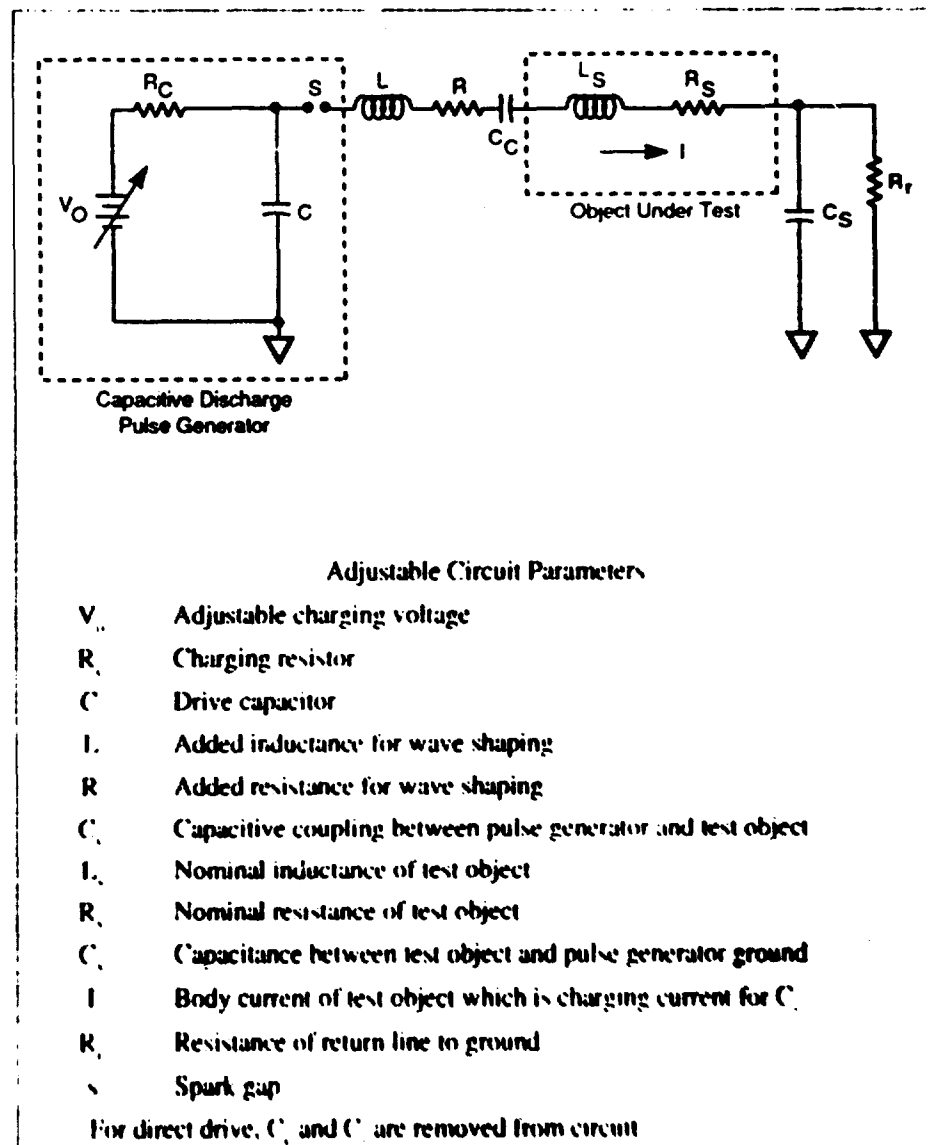 R_C
S
L
R
C_C
L_S
R_S
V_O
C
I
C_S
R_r
Object Under Test
Capacitive Discharge
Pulse Generator
Adjustable Circuit Parameters
V Adjustable charging voltage
R Charging resistor
C Drive capacitor
L Added inductance for wave shaping
R Added resistance for wave shaping
C Capacitive coupling between pulse generator and test object
L Nominal inductance of test object
R Nominal resistance of test object
C Capacitance between test object and pulse generator ground
I Body current of test object which is charging current for C
R Resistance of return line to ground
s Spark gap
For direct drive, C and C are removed from circuit